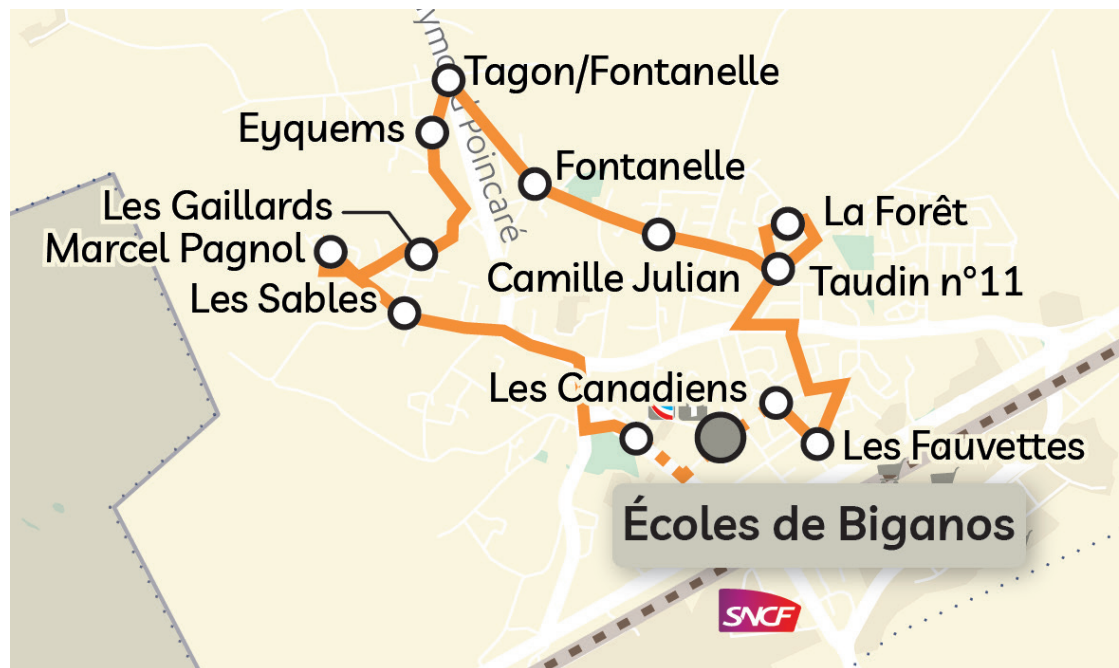 Tagon/Fontanelle
Eyquems
Fontanelle
Poincaré
Les Gaillards
La Forêt
Marcel Pagnol
Camille Julian
Taudin n°11
Les Sables
Les Canadiens
Les Fauvettes
Écoles de Biganos
SNCF